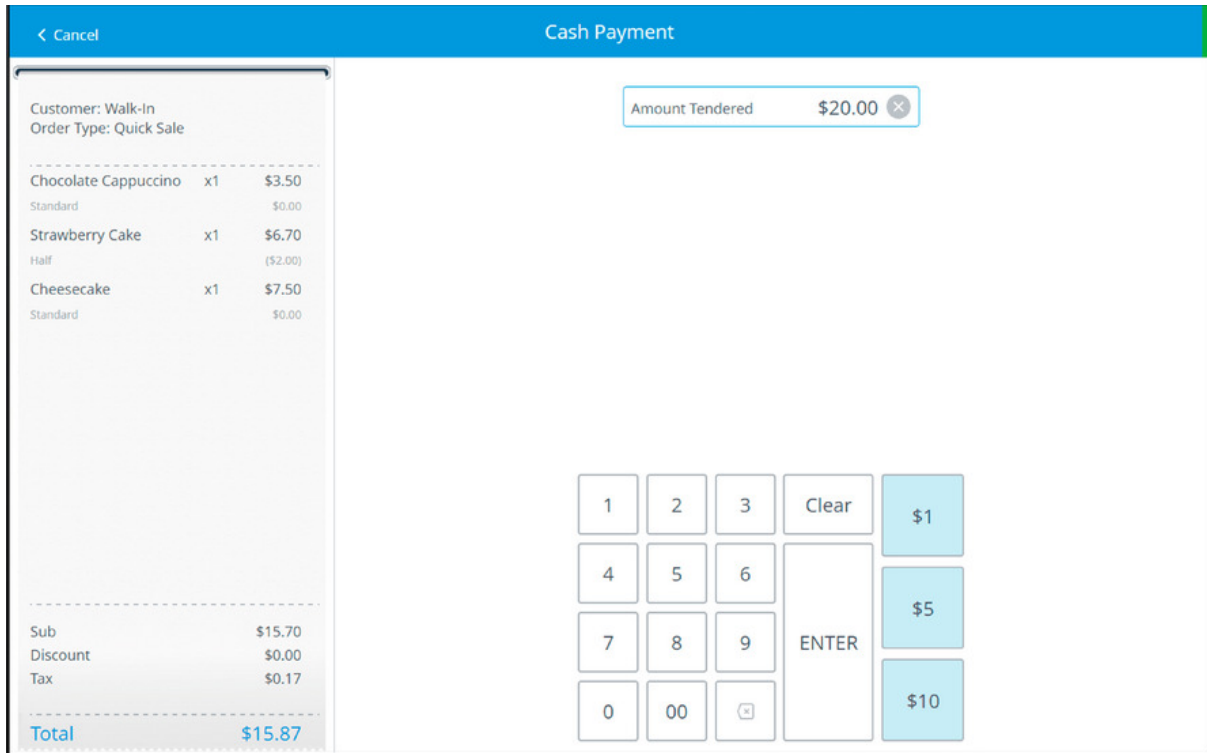 Cancel
Cash Payment
Customer: Walk-In
Order Type: Quick Sale
Chocolate Cappuccino x1 $3.50
Standard $0.00
Strawberry Cake x1 $6.70
Half ($2.00)
Cheesecake x1 $7.50
Standard $0.00
Sub $15.70
Discount $0.00
Tax $0.17
Total $15.87
Amount Tendered $20.00
1 2 3 Clear $1
4 5 6
$5
7 8 9 ENTER
0 00 $10